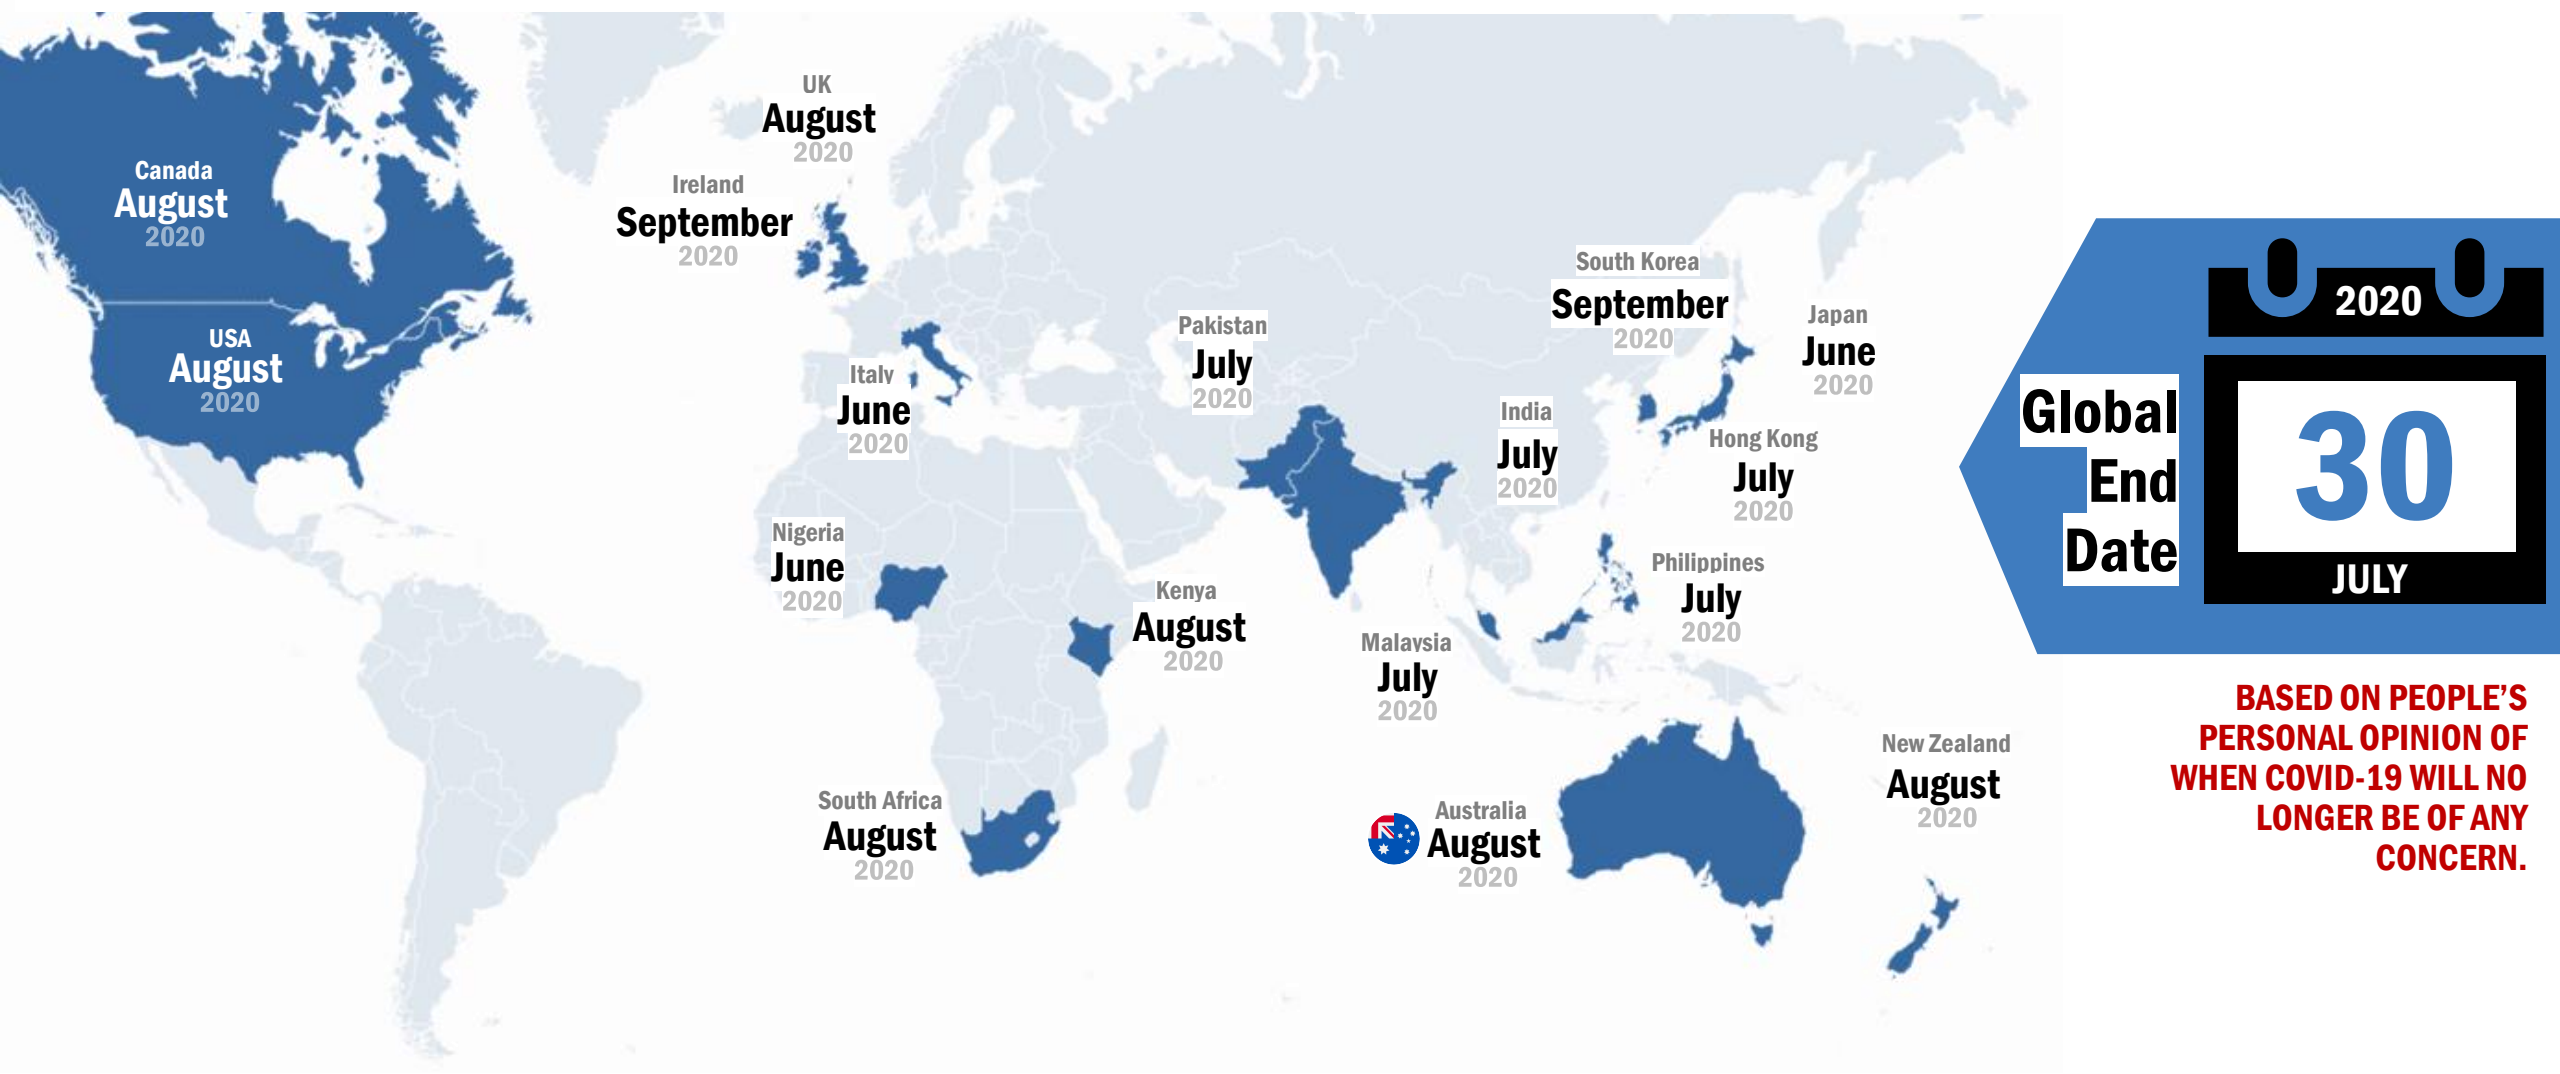 UK
August
2020
Canada
August
2020
Ireland
September
2020
USA
August
2020
Italy
June
2020
Pakistan
July
2020
South Korea
September
2020
Japan
June
2020
India
July
2020
Hong Kong
July
2020
Nigeria
June
2020
Kenya
August
2020
Philippines
July
2020
Malaysia
July
2020
South Africa
August
2020
Australia
August
2020
New Zealand
August
2020
Global
End
Date
2020
30
JULY
BASED ON PEOPLE’S
PERSONAL OPINION OF
WHEN COVID-19 WILL NO
LONGER BE OF ANY
CONCERN.